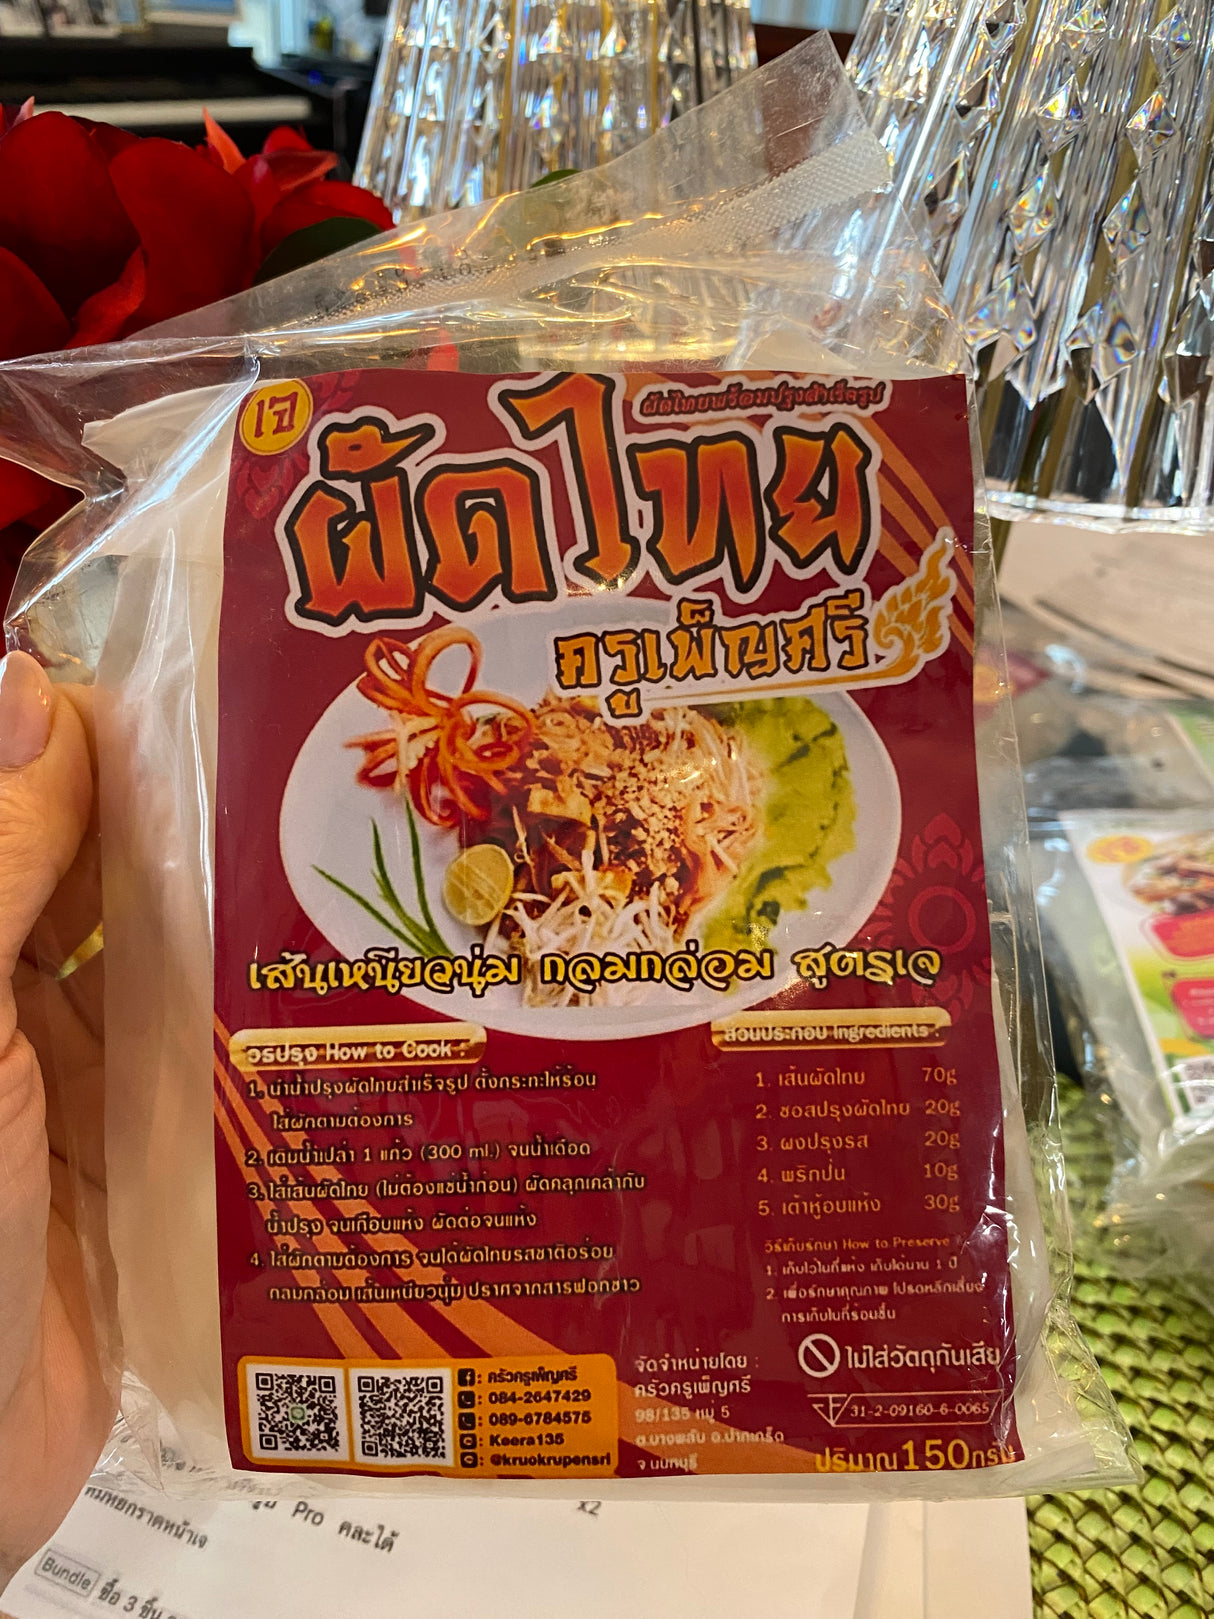 เจ
ผัดไทยพร้อมปรุงสำเร็จรูป
ผัดไทย
ครูเพ็ญศรี
เส้นเหนียวนุ่ม กลมกล่อม สูตรเจ
วิธีปรุง How to Cook :
1. นำน้ำปรุงผัดไทยสำเร็จรูป ตั้งกระทะให้ร้อน
ใส่ผักตามต้องการ
2. เติมน้ำเปล่า 1 แก้ว (300 ml.) จนน้ำเดือด
3. ใส่เส้นผัดไทย (ไม่ต้องแช่น้ำก่อน) ผัดคลุกเคล้ากับ
น้ำปรุง จนเกือบแห้ง ผัดต่อจนแห้ง
4. ใส่ผักตามต้องการ จนได้ผัดไทยรสชาติอร่อย
กลมกล่อม เส้นเหนียวนุ่ม ปราศจากสารฟอกขาว
ส่วนประกอบ Ingredients :
1. เส้นผัดไทย 70g
2. ซอสปรุงผัดไทย 20g
3. ผงปรุงรส 20g
4. พริกป่น 10g
5. เต้าหู้อบแห้ง 30g
วิธีเก็บรักษา How to Preserve
1. เก็บไว้ในที่แห้ง เก็บได้นาน 1 ปี
2. เพื่อรักษาคุณภาพ โปรดหลีกเลี่ยง
การเก็บในที่ร้อนชื้น
ไม่ใส่วัตถุกันเสีย
: ครัวครูเพ็ญศรี
: 084-2647429
: 089-6784575
: Keera135
: @kruokrupensri
จัดจำหน่ายโดย :
ครัวครูเพ็ญศรี
98/135 หมู่ 5
ต.บางพลับ อ.ปากเกร็ด
จ.นนทบุรี
31-2-09160-6-0065
ปริมาณ 150 กรัม
Pro คละได้
x2
Bundle ซื้อ 3 ชิ้น